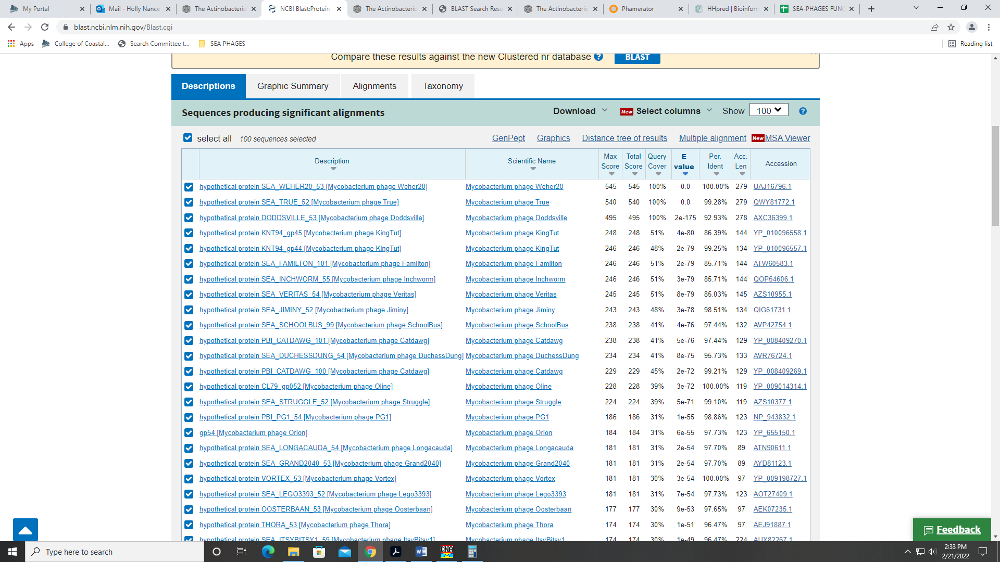 My Portal
Mail - Holly Nance
The Actinobacterio
NCBI Blast:Protein
The Actinobacterio
BLAST Search Resu
The Actinobacterio
Phamerator
HHpred | Bioinform
SEA-PHAGES FUNC
blast.ncbi.nlm.nih.gov/Blast.cgi
Apps College of Coastal... Search Committee t... SEA PHAGES Reading list
Compare these results against the new Clustered nr database ? BLAST
Descriptions Graphic Summary Alignments Taxonomy
Sequences producing significant alignments Download New Select columns Show 100 ?
select all 100 sequences selected GenPept Graphics Distance tree of results Multiple alignment New MSA Viewer
Description Scientific Name Max Score Total Score Query Cover E value Per. Ident Acc. Len Accession
hypothetical protein SEA_WEHER20_53 [Mycobacterium phage Weher20] Mycobacterium phage Weher20 545 545 100% 0.0 100.00% 279 UAJ16796.1
hypothetical protein SEA_TRUE_52 [Mycobacterium phage True] Mycobacterium phage True 540 540 100% 0.0 99.28% 279 QWY81772.1
hypothetical protein DODDSVILLE_53 [Mycobacterium phage Doddsville] Mycobacterium phage Doddsville 495 495 100% 2e-175 92.93% 278 AXC36399.1
hypothetical protein KNT94_gp45 [Mycobacterium phage KingTut] Mycobacterium phage KingTut 248 248 51% 4e-80 86.39% 144 YP_010096558.1
hypothetical protein KNT94_gp44 [Mycobacterium phage KingTut] Mycobacterium phage KingTut 246 246 48% 2e-79 99.25% 134 YP_010096557.1
hypothetical protein SEA_FAMILTON_101 [Mycobacterium phage Familton] Mycobacterium phage Familton 246 246 51% 2e-79 85.71% 144 ATW60583.1
hypothetical protein SEA_INCHWORM_55 [Mycobacterium phage Inchworm] Mycobacterium phage Inchworm 246 246 51% 3e-79 85.71% 144 QOP64606.1
hypothetical protein SEA_VERITAS_54 [Mycobacterium phage Veritas] Mycobacterium phage Veritas 245 245 51% 8e-79 85.03% 145 AZS10955.1
hypothetical protein SEA_JIMINY_52 [Mycobacterium phage Jiminy] Mycobacterium phage Jiminy 243 243 48% 3e-78 98.51% 134 QIG61731.1
hypothetical protein SEA_SCHOOLBUS_99 [Mycobacterium phage SchoolBus] Mycobacterium phage SchoolBus 238 238 41% 4e-76 97.44% 132 AVP42754.1
hypothetical protein PBI_CATDAWG_101 [Mycobacterium phage Catdawg] Mycobacterium phage Catdawg 238 238 41% 5e-76 97.44% 129 YP_008409270.1
hypothetical protein SEA_DUCHESSDUNG_54 [Mycobacterium phage DuchessDung] Mycobacterium phage DuchessDung 234 234 41% 8e-75 95.73% 133 AVR76724.1
hypothetical protein PBI_CATDAWG_100 [Mycobacterium phage Catdawg] Mycobacterium phage Catdawg 229 229 45% 2e-72 99.21% 129 YP_008409269.1
hypothetical protein CL79_gp052 [Mycobacterium phage Oline] Mycobacterium phage Oline 228 228 39% 3e-72 100.00% 119 YP_009014314.1
hypothetical protein SEA_STRUGGLE_52 [Mycobacterium phage Struggle] Mycobacterium phage Struggle 224 224 39% 5e-71 99.10% 119 AZS10377.1
hypothetical protein PBI_PG1_54 [Mycobacterium phage PG1] Mycobacterium phage PG1 186 186 31% 1e-55 98.86% 123 NP_943832.1
gp54 [Mycobacterium phage Orion] Mycobacterium phage Orion 184 184 31% 6e-55 97.73% 123 YP_655150.1
hypothetical protein SEA_LONGACAUDA_54 [Mycobacterium phage Longacauda] Mycobacterium phage Longacauda 181 181 31% 2e-54 97.70% 89 ATN90611.1
hypothetical protein SEA_GRAND2040_53 [Mycobacterium phage Grand2040] Mycobacterium phage Grand2040 181 181 31% 2e-54 97.70% 89 AYD81123.1
hypothetical protein VORTEX_53 [Mycobacterium phage Vortex] Mycobacterium phage Vortex 181 181 30% 3e-54 100.00% 97 YP_009198727.1
hypothetical protein SEA_LEGO3393_52 [Mycobacterium phage Lego3393] Mycobacterium phage Lego3393 181 181 31% 7e-54 97.73% 123 AOT27409.1
hypothetical protein OOSTERBAAN_53 [Mycobacterium phage Oosterbaan] Mycobacterium phage Oosterbaan 177 177 30% 9e-53 97.65% 97 AEK07235.1
hypothetical protein THORA_53 [Mycobacterium phage Thora] Mycobacterium phage Thora 174 174 30% 1e-51 96.47% 97 AEJ91887.1
hypothetical protein SEA_ITSYBITSY1_59 [Mycobacterium phage ItsyBitsy1] Mycobacterium phage ItsyBitsy1 174 174 30% 1e-49 96.47% 224 AUX82267.1
Feedback
Type here to search
DNA
2:33 PM
2/21/2022